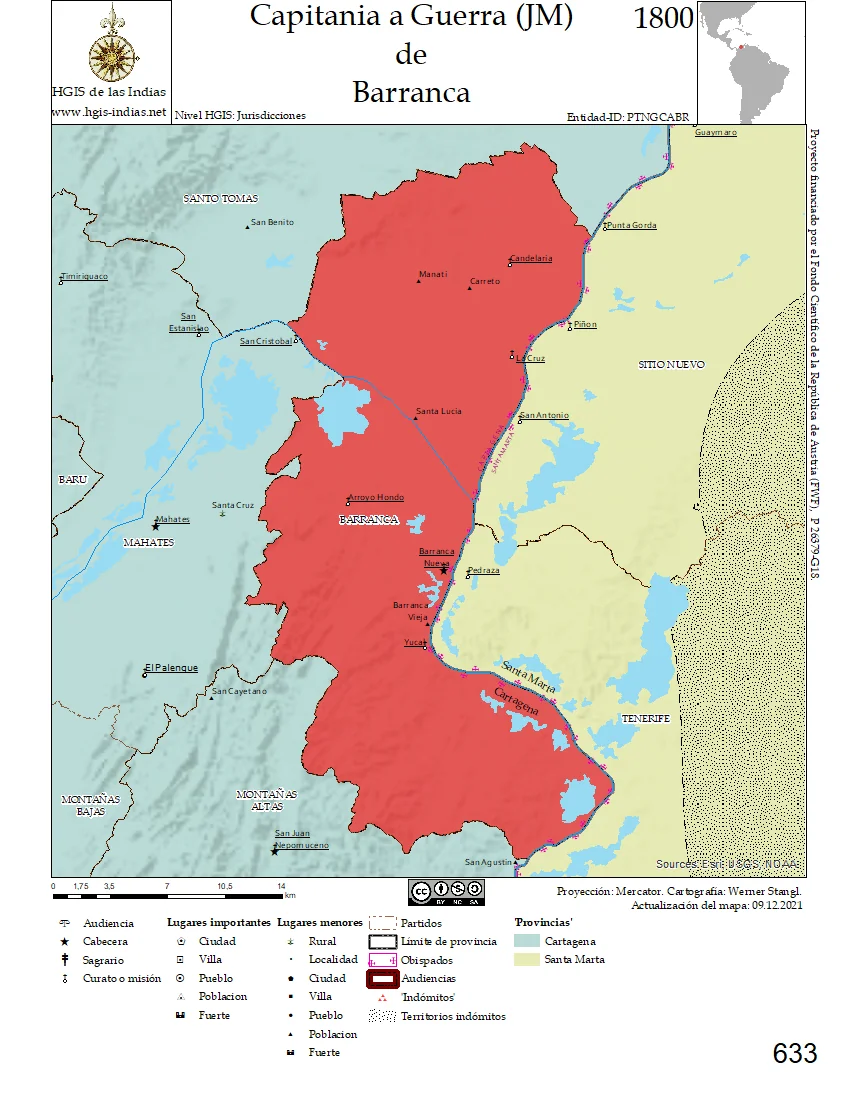 Capitania a Guerra (JM)
de
Barranca
1800
HGIS de las Indias
www.hgis-indias.net
Nivel HGIS: Jurisdicciones
Entidad-ID: PTNGCABR
Guaymaro
SANTO TOMAS
San Benito
Punta Gorda
Timiriguaco
Candelaria
Manati
Carreto
San
Estanislao
San Cristobal
Piñon
La Cruz
SITIO NUEVO
Santa Lucia
San Antonio
CARTAGENA
SANTA MARTA
BARU
Arroyo Hondo
Santa Cruz
Mahates
BARRANCA
MAHATES
Barranca
Nueva
Pedraza
Barranca
Vieja
Yucal
El Palenque
Santa Marta
San Cayetano
Cartagena
TENERIFE
MONTAÑAS
BAJAS
MONTAÑAS
ALTAS
San Juan
Nepomuceno
San Agustin
Sources: Esri, USGS, NOAA
Proyecto financiado por el Fondo Científico de la República de Austria (FWF), P 26379-G18.
0 1,75 3,5 7 10,5 14
km
CC BY NC SA
Proyección: Mercator. Cartografía: Werner Stangl.
Actualización del mapa: 09.12.2021
Audiencia
Cabecera
Sagrario
Curato o misión
Lugares importantes
Ciudad
Villa
Pueblo
Poblacion
Fuerte
Lugares menores
Rural
Localidad
Ciudad
Villa
Pueblo
Poblacion
Fuerte
Partidos
Límite de provincia
Obispados
Audiencias
'Indómitos'
Territorios indómitos
'Provincias'
Cartagena
Santa Marta
633